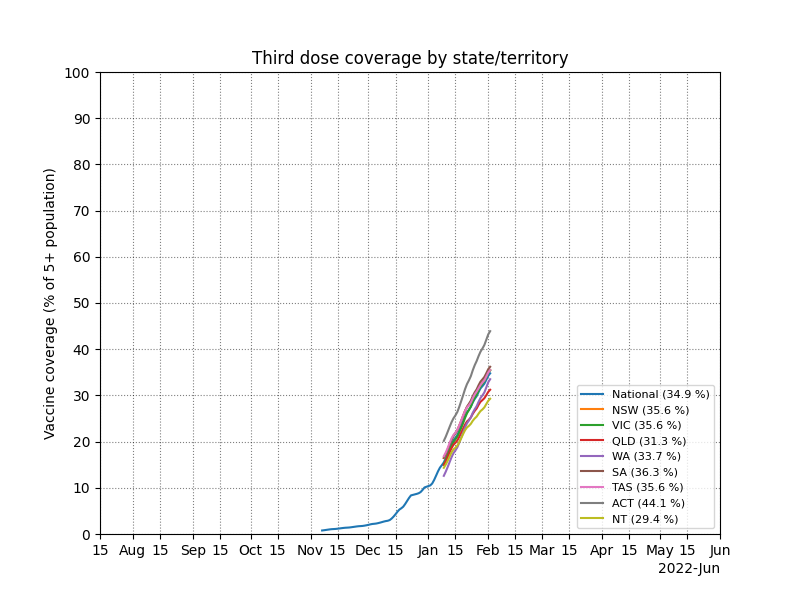 Third dose coverage by state/territory
Vaccine coverage (% of 5+ population)
100
90
80
70
60
50
40
30
20
10
0
National (34.9 %)
NSW (35.6 %)
VIC (35.6 %)
QLD (31.3 %)
WA (33.7 %)
SA (36.3 %)
TAS (35.6 %)
ACT (44.1 %)
NT (29.4 %)
15 Aug 15 Sep 15 Oct 15 Nov 15 Dec 15 Jan 15 Feb 15 Mar 15 Apr 15 May 15 Jun
2022-Jun